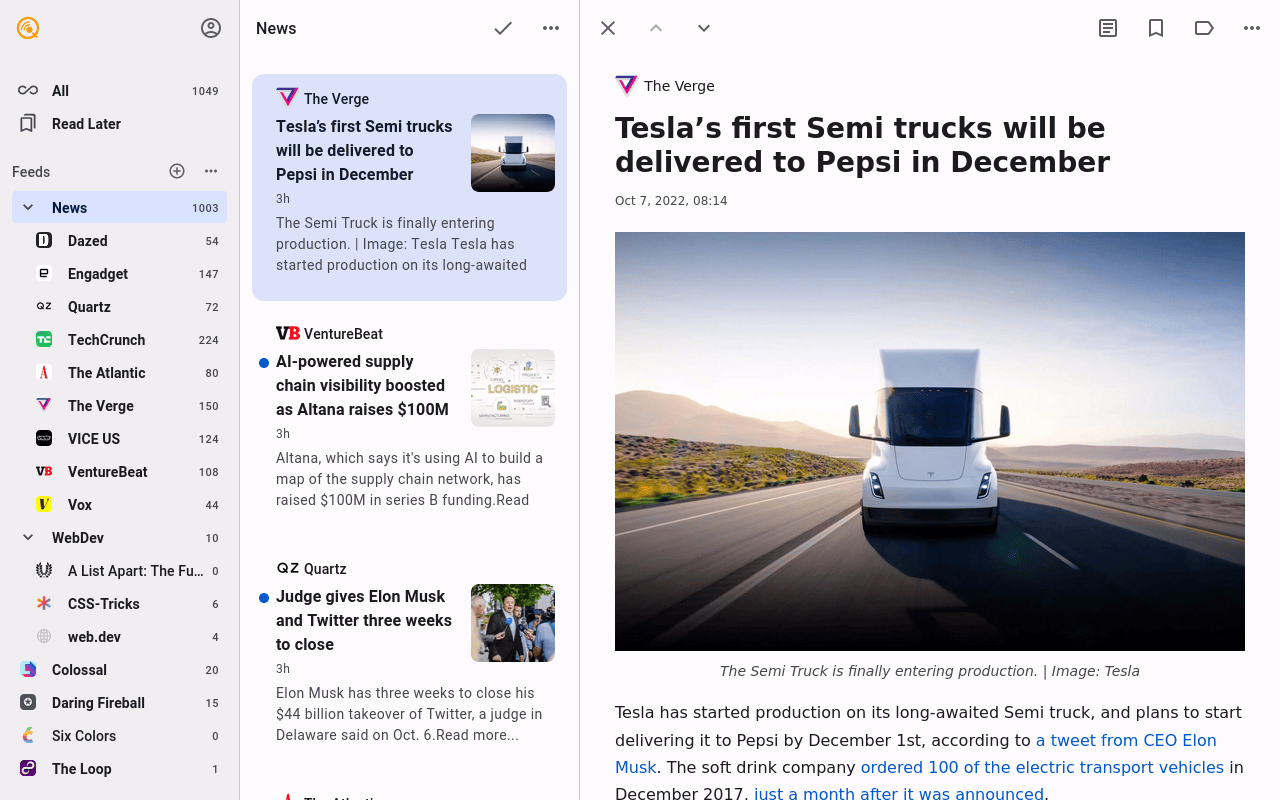 All 1049
Read Later
Feeds
News 1003
Dazed 54
Engadget 147
QZ Quartz 72
TC TechCrunch 224
A The Atlantic 80
The Verge 150
VICE US 124
VB VentureBeat 108
V Vox 44
WebDev 10
A List Apart: The Fu... 0
CSS-Tricks 6
web.dev 4
Colossal 20
Daring Fireball 15
Six Colors 0
The Loop 1
News
The Verge
Tesla’s first Semi trucks
will be delivered to
Pepsi in December
3h
The Semi Truck is finally entering
production. | Image: Tesla Tesla has
started production on its long-awaited
VB VentureBeat
AI-powered supply
chain visibility boosted
as Altana raises $100M
LOGISTIC
3h
Altana, which says it's using AI to build a
map of the supply chain network, has
raised $100M in series B funding.Read
QZ Quartz
Judge gives Elon Musk
and Twitter three weeks
to close
3h
Elon Musk has three weeks to close his
$44 billion takeover of Twitter, a judge in
Delaware said on Oct. 6.Read more...
The Verge
Tesla’s first Semi trucks will be
delivered to Pepsi in December
Oct 7, 2022, 08:14
The Semi Truck is finally entering production. | Image: Tesla
Tesla has started production on its long-awaited Semi truck, and plans to start
delivering it to Pepsi by December 1st, according to a tweet from CEO Elon
Musk. The soft drink company ordered 100 of the electric transport vehicles in
December 2017, just a month after it was announced.